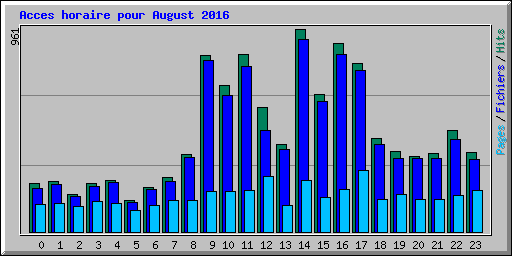 Acces horaire pour August 2016
961
Pages / Fichiers / Hits
0 1 2 3 4 5 6 7 8 9 10 11 12 13 14 15 16 17 18 19 20 21 22 23